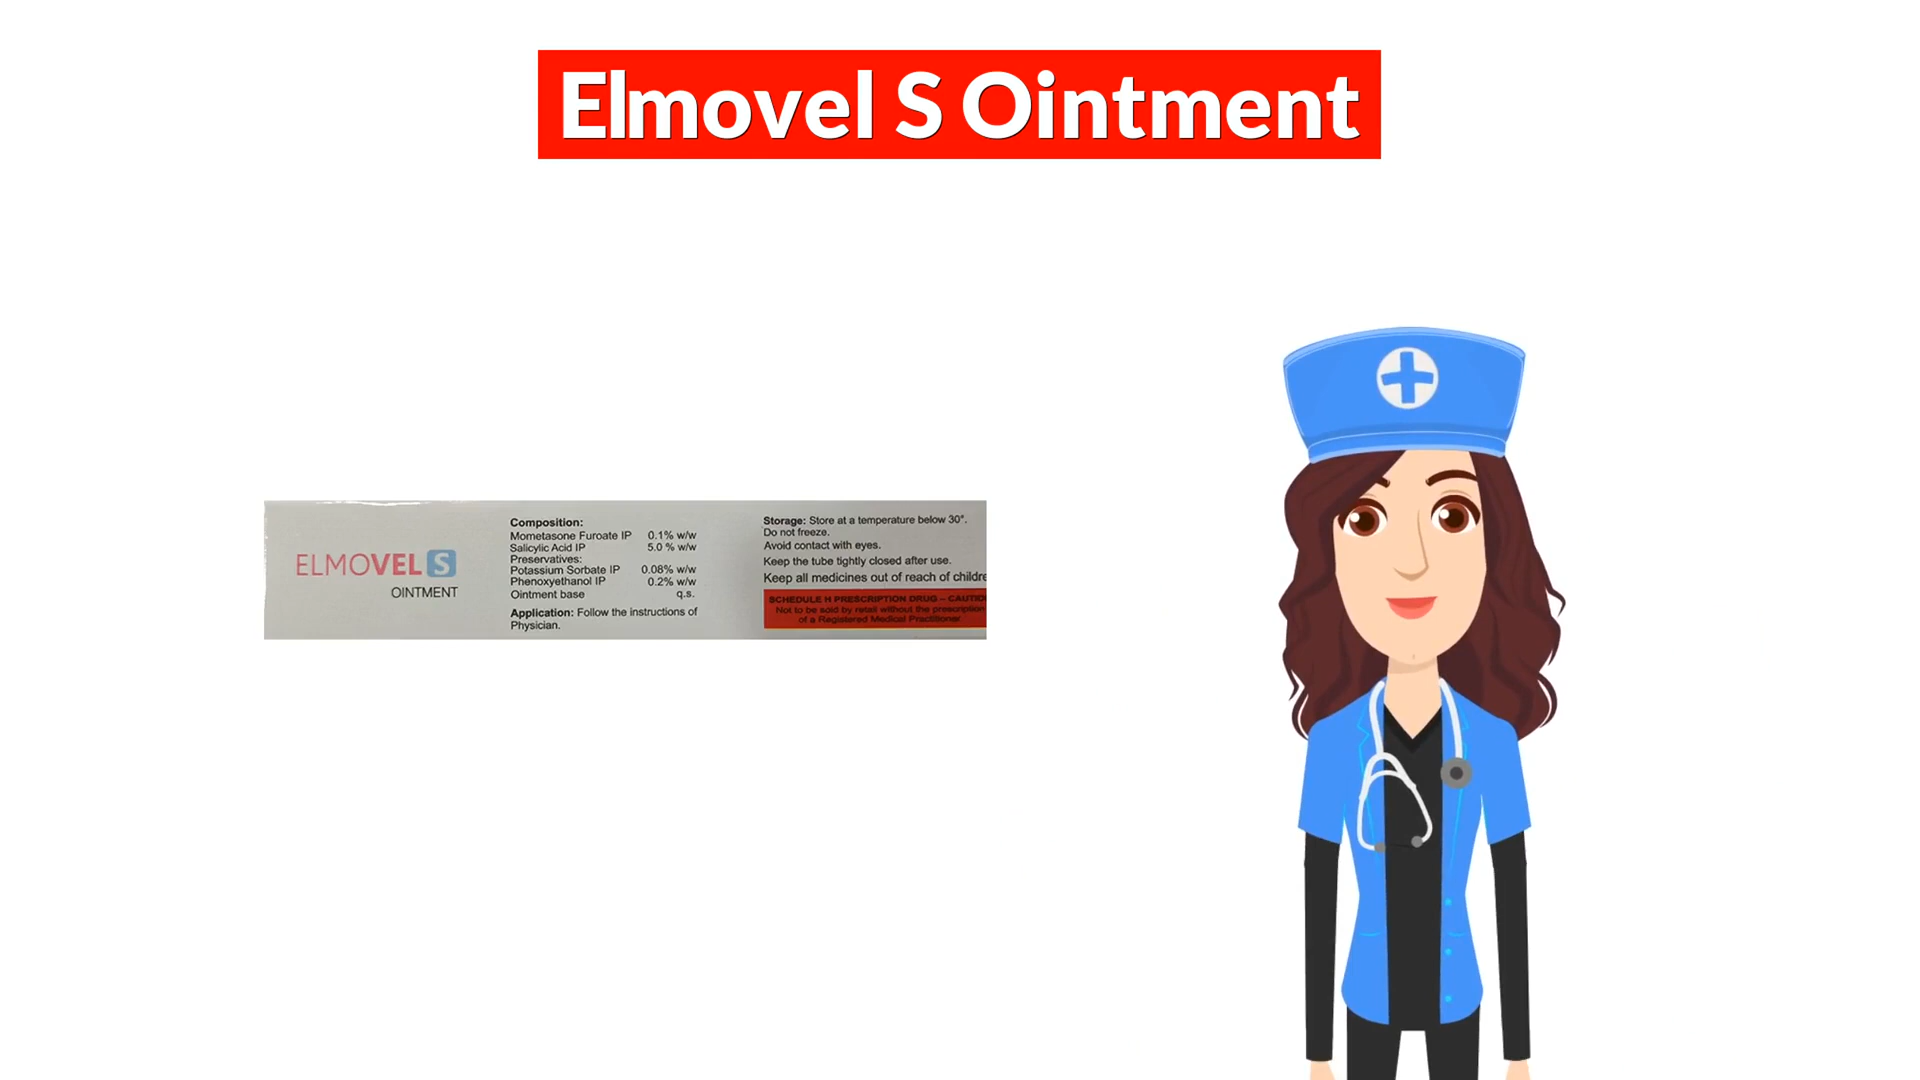 Elmovel S Ointment
ELMOVEL S
OINTMENT
Composition:
Mometasone Furoate IP 0.1% w/w
Salicylic Acid IP 5.0 % w/w
Preservatives:
Potassium Sorbate IP 0.08% w/w
Phenoxyethanol IP 0.2% w/w
Ointment base q.s.
Application: Follow the instructions of
Physician.
Storage: Store at a temperature below 30°.
Do not freeze.
Avoid contact with eyes.
Keep the tube tightly closed after use.
Keep all medicines out of reach of childre
SCHEDULE H PRESCRIPTION DRUG – CAUTIO
Not to be sold by retail without the prescription
of a Registered Medical Practitioner